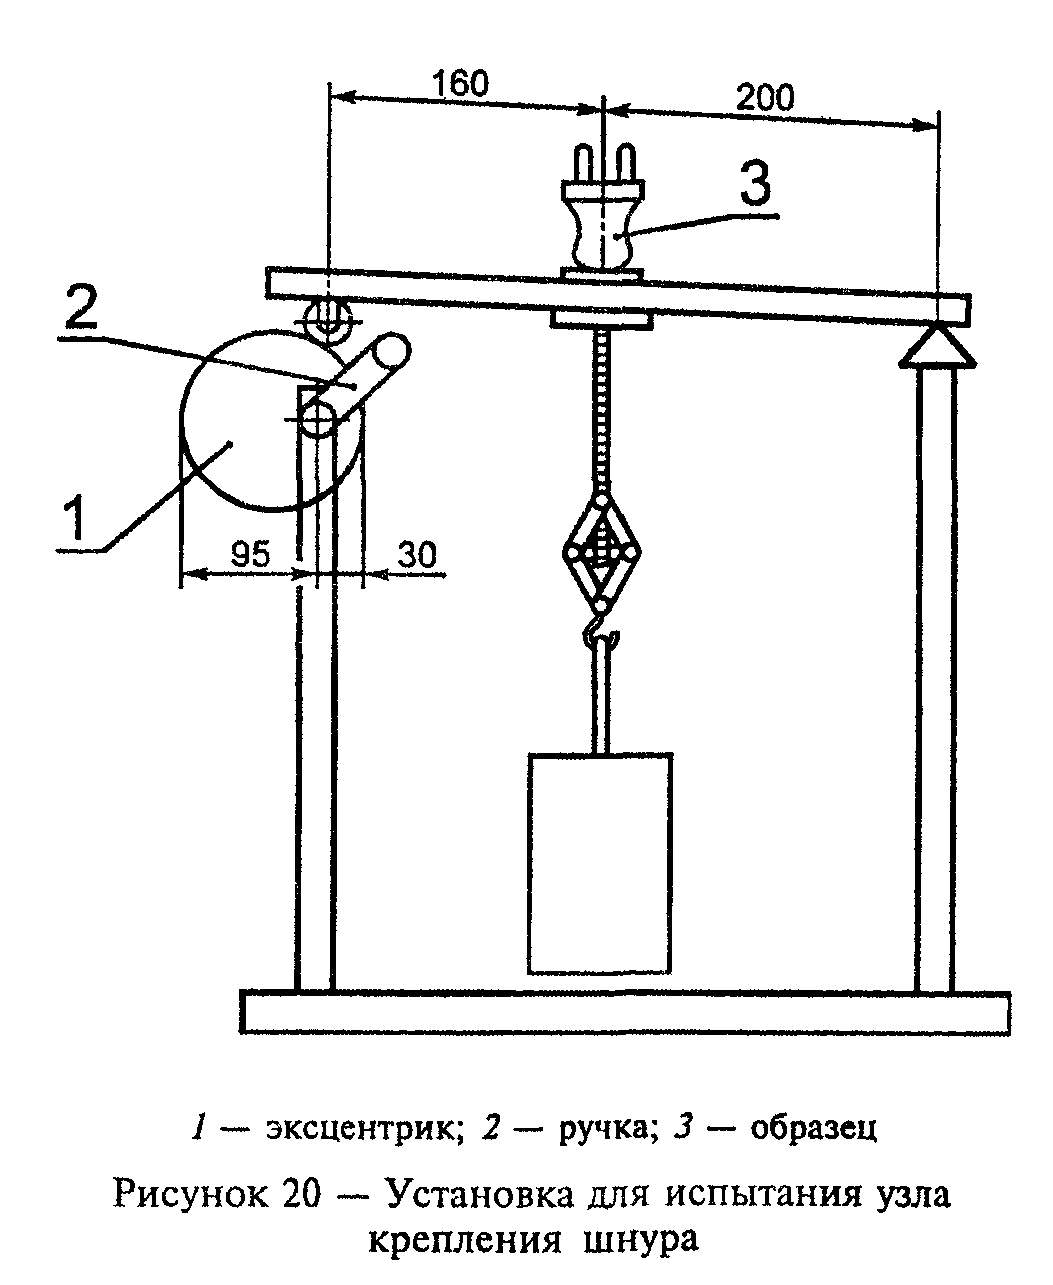 160
200
3
2
1
95
30
1 — эксцентрик; 2 — ручка; 3 — образец
Рисунок 20 — Установка для испытания узла
крепления шнура